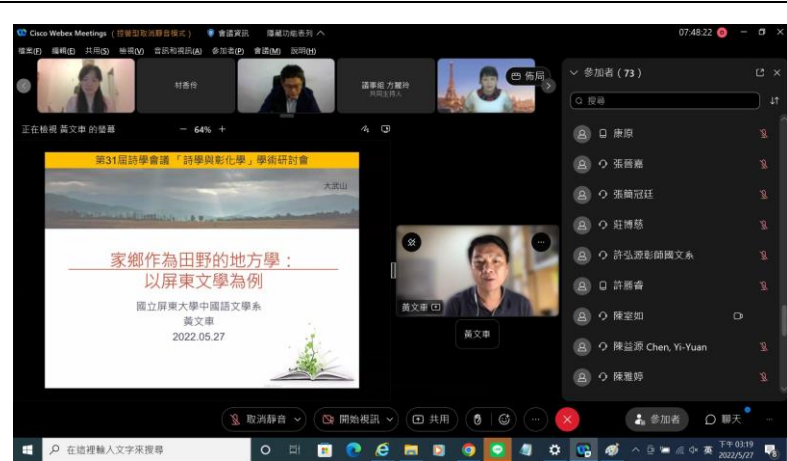 Cisco Webex Meetings（按鍵型取消靜音模式） 會議資訊 隱藏功能表列 07:48:22
檔案(F) 編輯(E) 共用(S) 檢視(V) 音訊和視訊(A) 參加者(P) 會議(M) 說明(H)
佈局
議事組 方麗玲
共同主持人
正在檢視 黃文車 的螢幕 − 64% +
第31屆詩學會議「詩學與彰化學」學術研討會
大武山
家鄉作為田野的地方學：
以屏東文學為例
國立屏東大學中國語文學系
黃文車
2022.05.27
黃文車
黃文車
參加者 ( 73 )
搜尋
康原
張晉嘉
張簡冠廷
莊博慈
許弘源彰師國文系
許勝睿
陳室如
陳益源 Chen, Yi-Yuan
陳雅婷
取消靜音 開始視訊 共用 參加者 聊天
在這裡輸入文字來搜尋
英 下午 03:19
2022/5/27